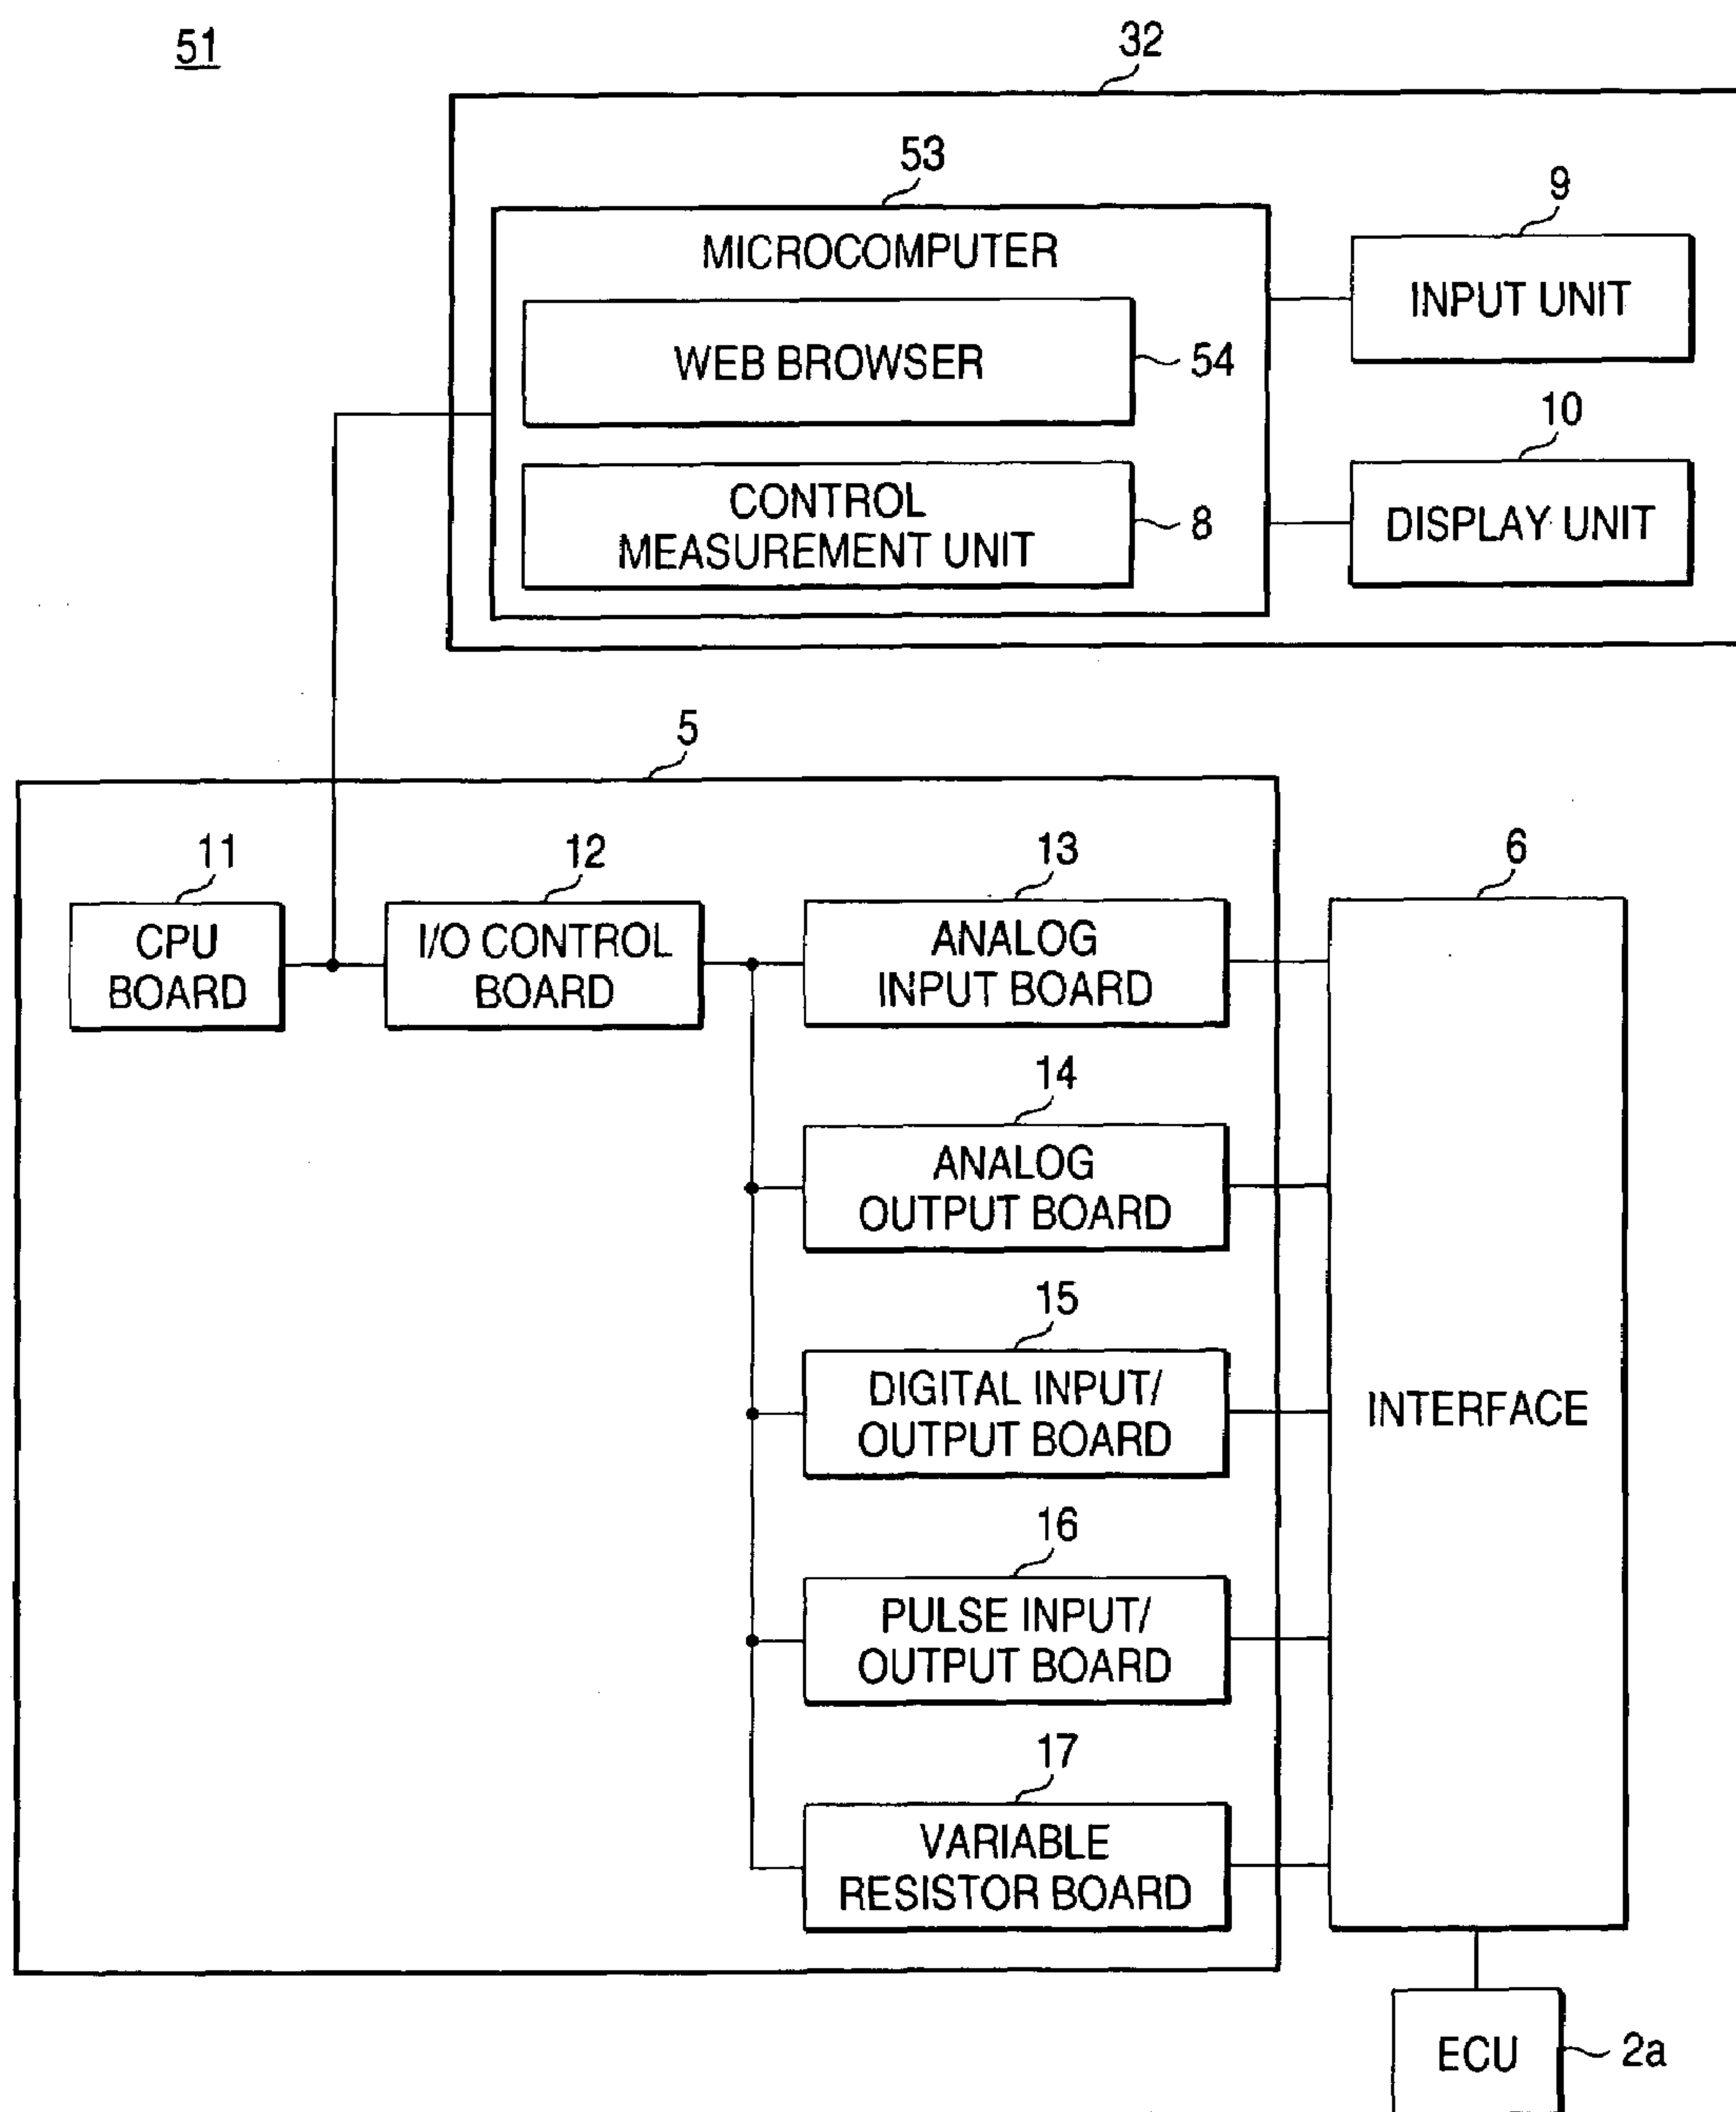 51
32
53
9
MICROCOMPUTER
INPUT UNIT
WEB BROWSER
54
10
CONTROL
MEASUREMENT UNIT
8
DISPLAY UNIT
5
11
12
13
6
CPU
BOARD
I/O CONTROL
BOARD
ANALOG
INPUT BOARD
14
ANALOG
OUTPUT BOARD
15
DIGITAL INPUT/
OUTPUT BOARD
INTERFACE
16
PULSE INPUT/
OUTPUT BOARD
17
VARIABLE
RESISTOR BOARD
ECU
2a